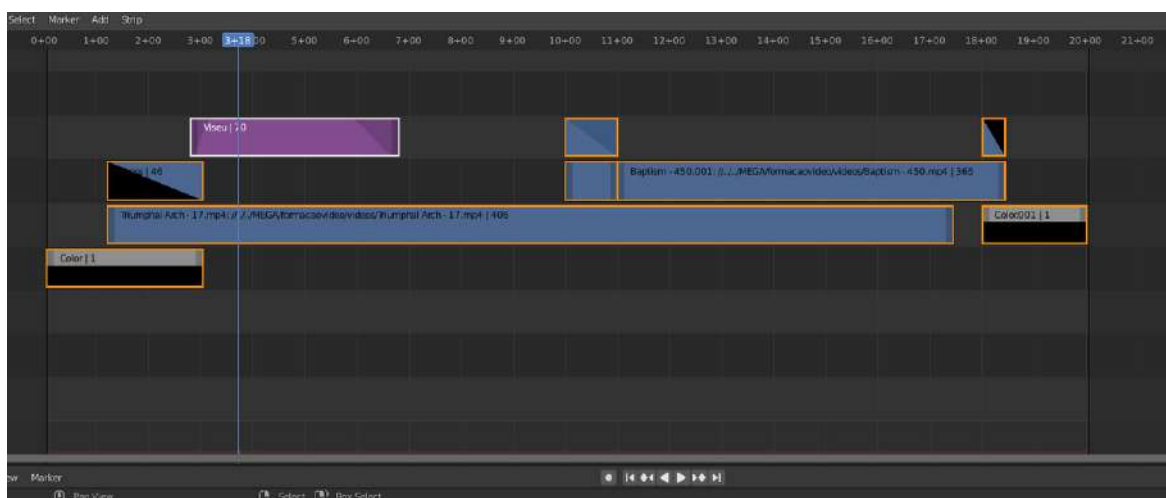 Select Marker Add Strip
0+00 1+00 2+00 3+00 3+18 5+00 6+00 7+00 8+00 9+00 10+00 11+00 12+00 13+00 14+00 15+00 16+00 17+00 18+00 19+00 20+00 21+00
Viseu | 20
| 46
Baptism - 450.001: //../../MEGA/formacaovideo/videos/Baptism - 450.mp4 | 365
Triumphal Arch - 17.mp4: //../../MEGA/formacaovideo/videos/Triumphal Arch - 17.mp4 | 406
Color.001 | 1
Color | 1
Marker
Pan View Select Box Select